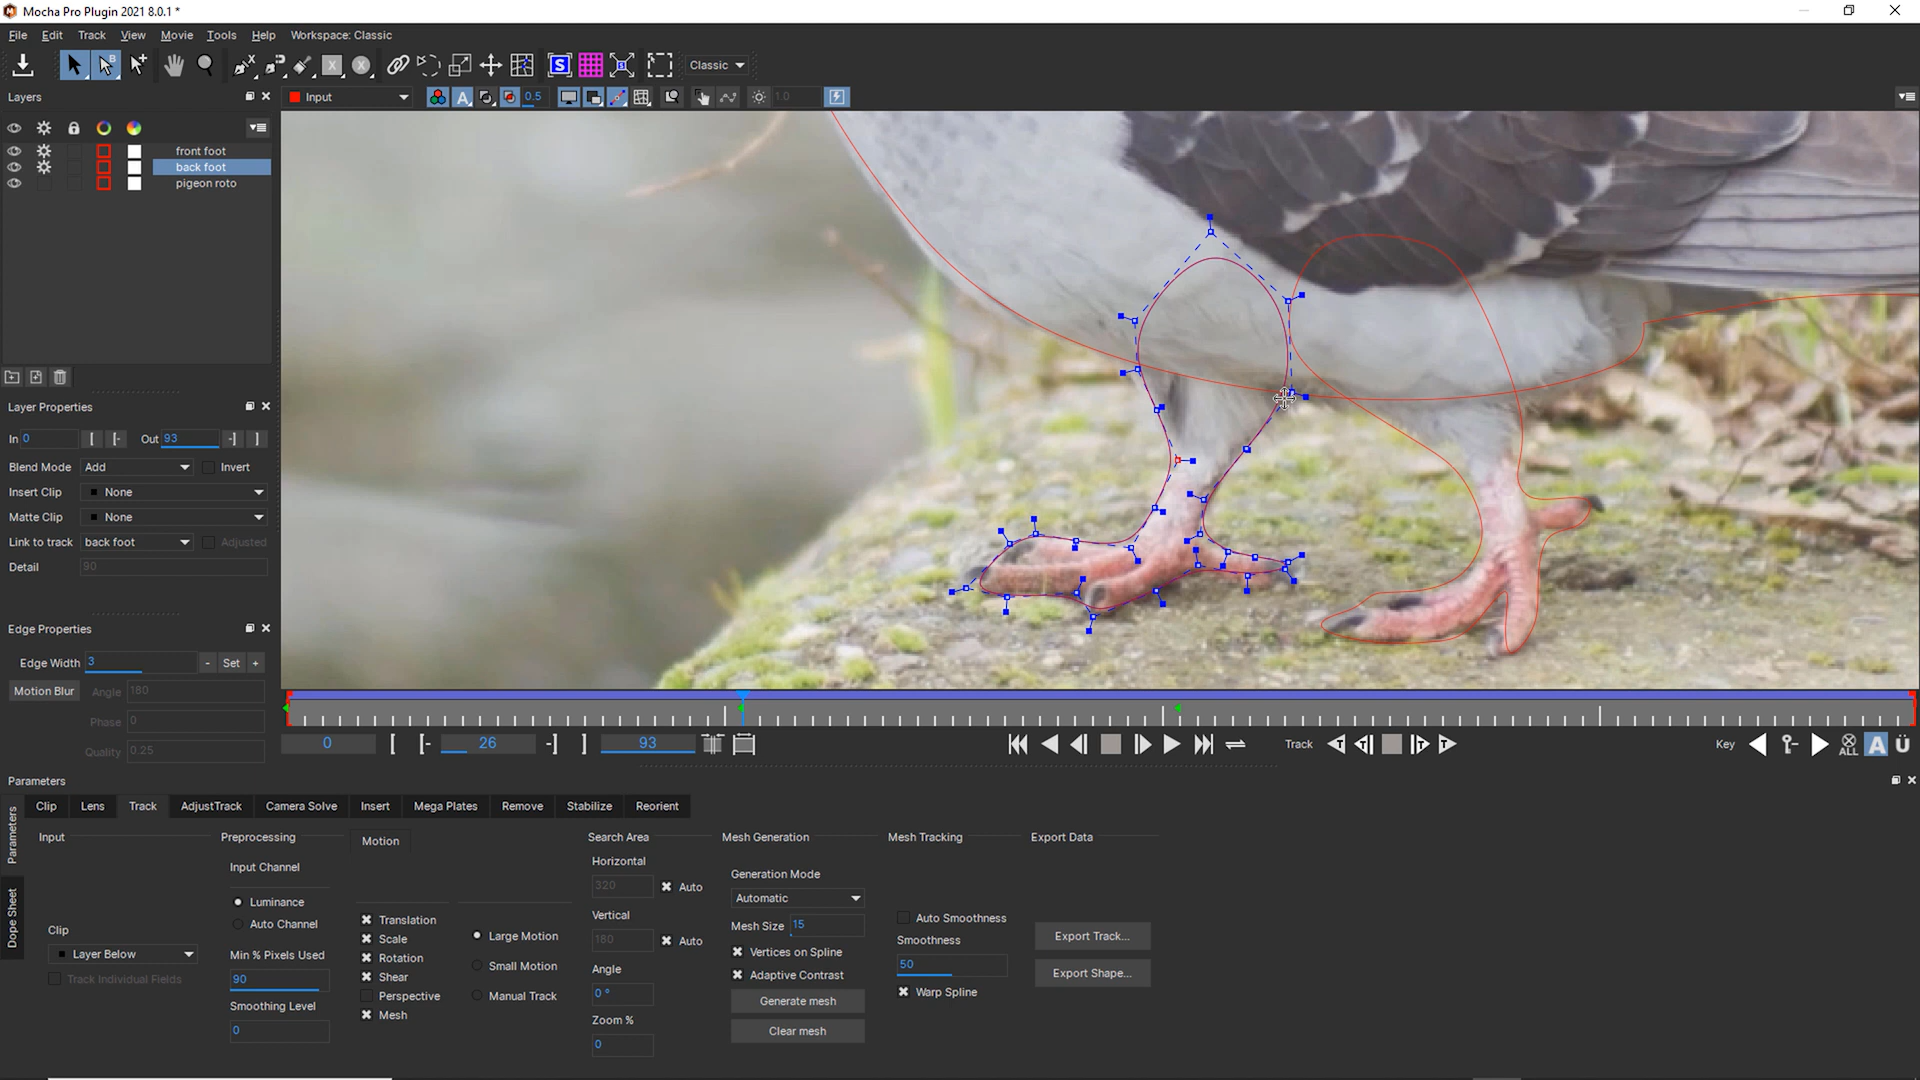 Mocha Pro Plugin 2021 8.0.1 *
File Edit Track View Movie Tools Help Workspace: Classic
Classic
Layers
Input
0.5
1.0
front foot
back foot
pigeon roto
Layer Properties
In 0 Out 93
Blend Mode Add Invert
Insert Clip None
Matte Clip None
Link to track back foot Adjusted
Detail 90
Edge Properties
Edge Width 3 - Set +
Motion Blur Angle 180
Phase 0
Quality 0.25
0 26 93 Track Key ALL A
Parameters
Clip Lens Track AdjustTrack Camera Solve Insert Mega Plates Remove Stabilize Reorient
Parameters
Dope Sheet
Input
Clip
Layer Below
Track Individual Fields
Preprocessing
Input Channel
Luminance
Auto Channel
Min % Pixels Used
90
Smoothing Level
0
Motion
Translation
Scale
Rotation
Shear
Perspective
Mesh
Large Motion
Small Motion
Manual Track
Search Area
Horizontal
320 Auto
Vertical
180 Auto
Angle
0 °
Zoom %
0
Mesh Generation
Generation Mode
Automatic
Mesh Size 15
Vertices on Spline
Adaptive Contrast
Generate mesh
Clear mesh
Mesh Tracking
Auto Smoothness
Smoothness
50
Warp Spline
Export Data
Export Track...
Export Shape...